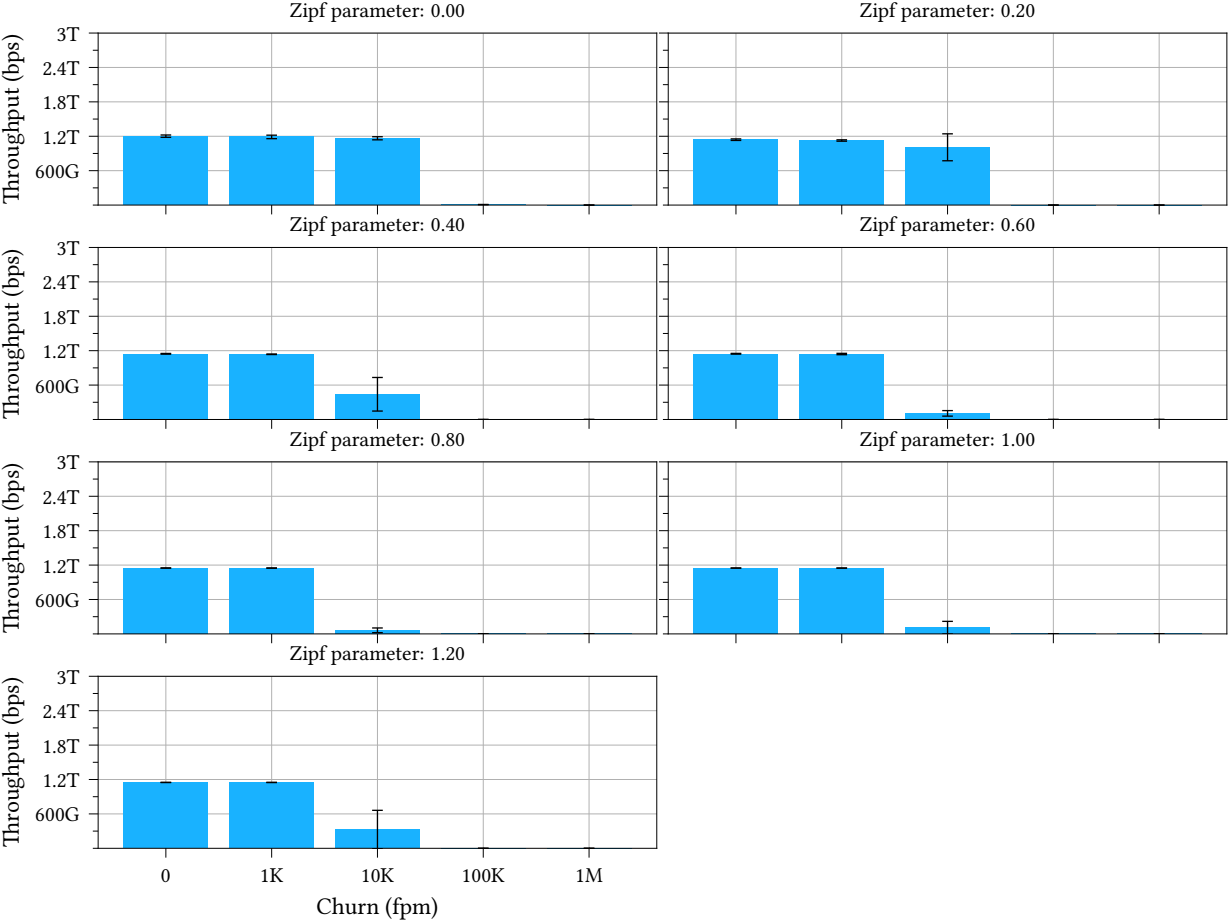 Zipf parameter: 0.00
Zipf parameter: 0.20
Throughput (bps)
3T
2.4T
1.8T
1.2T
600G
Zipf parameter: 0.40
Zipf parameter: 0.60
Throughput (bps)
3T
2.4T
1.8T
1.2T
600G
Zipf parameter: 0.80
Zipf parameter: 1.00
Throughput (bps)
3T
2.4T
1.8T
1.2T
600G
Zipf parameter: 1.20
Throughput (bps)
3T
2.4T
1.8T
1.2T
600G
0 1K 10K 100K 1M
Churn (fpm)